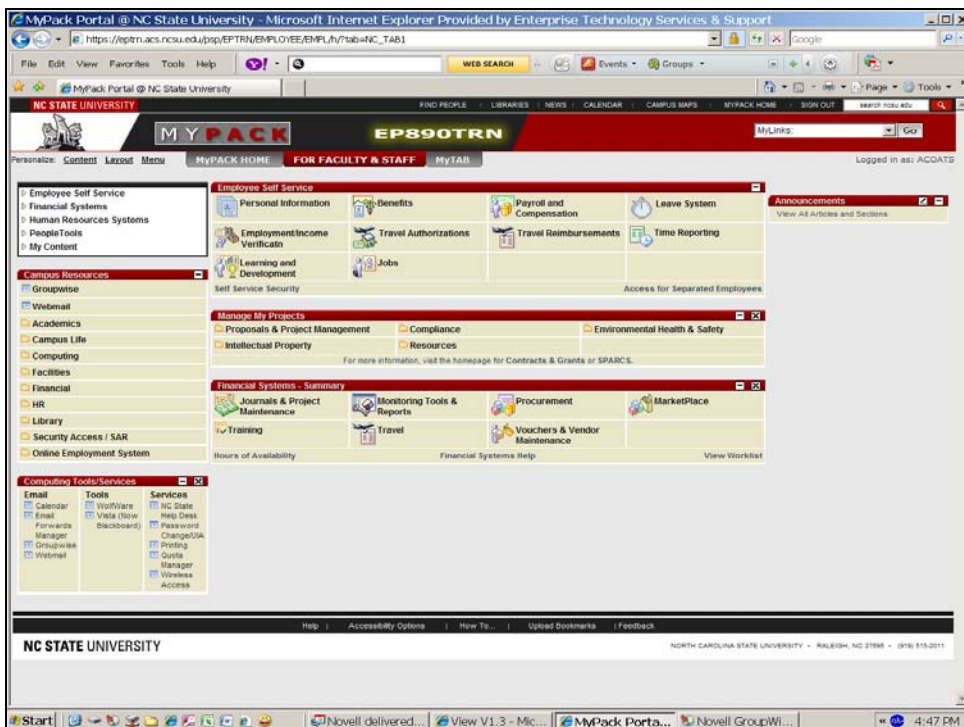 MyPack Portal @ NC State University - Microsoft Internet Explorer Provided by Enterprise Technology Services & Support
https://eptrn.acs.ncsu.edu/psp/EPTRN/EMPLOYEE/EMPL/h/?tab=NC_TAB1
Google
File Edit View Favorites Tools Help
WEB SEARCH
Events
Groups
MyPack Portal @ NC State University
Page Tools
NC STATE UNIVERSITY
FIND PEOPLE LIBRARIES NEWS CALENDAR CAMPUS MAPS MYPACK HOME SIGN OUT search ncsu edu
MY PACK
EP890TRN
MyLinks:
Go
Personalize: Content Layout Menu
MyPACK HOME
FOR FACULTY & STAFF
MyTAB
Logged in as: ACOATS
Employee Self Service
Financial Systems
Human Resources Systems
PeopleTools
My Content
Campus Resources
Groupwise
Webmail
Academics
Campus Life
Computing
Facilities
Financial
HR
Library
Security Access / SAR
Online Employment System
Computing Tools/Services
Email
Calendar
Email Forwards Manager
Groupwise
Webmail
Tools
WolfWare
Vista (Now Blackboard)
Services
NC State Help Desk
Password Change/UIA
Printing
Quota Manager
Wireless Access
Employee Self Service
Personal Information
Benefits
Payroll and Compensation
Leave System
Employment/Income Verificatn
Travel Authorizations
Travel Reimbursements
Time Reporting
Learning and Development
Jobs
Self Service Security
Access for Separated Employees
Manage My Projects
Proposals & Project Management
Compliance
Environmental Health & Safety
Intellectual Property
Resources
For more information, visit the homepage for Contracts & Grants or SPARCS.
Financial Systems - Summary
Journals & Project Maintenance
Monitoring Tools & Reports
Procurement
MarketPlace
Training
Travel
Vouchers & Vendor Maintenance
Hours of Availability
Financial Systems Help
View Worklist
Announcements
View All Articles and Sections
Help | Accessibility Options | How To... | Upload Bookmarks | Feedback
NC STATE UNIVERSITY
NORTH CAROLINA STATE UNIVERSITY - RALEIGH, NC 27695 - (919) 515-2011
Start
Novell delivered...
View V1.3 - Mic...
MyPack Porta...
Novell GroupWi...
4:47 PM